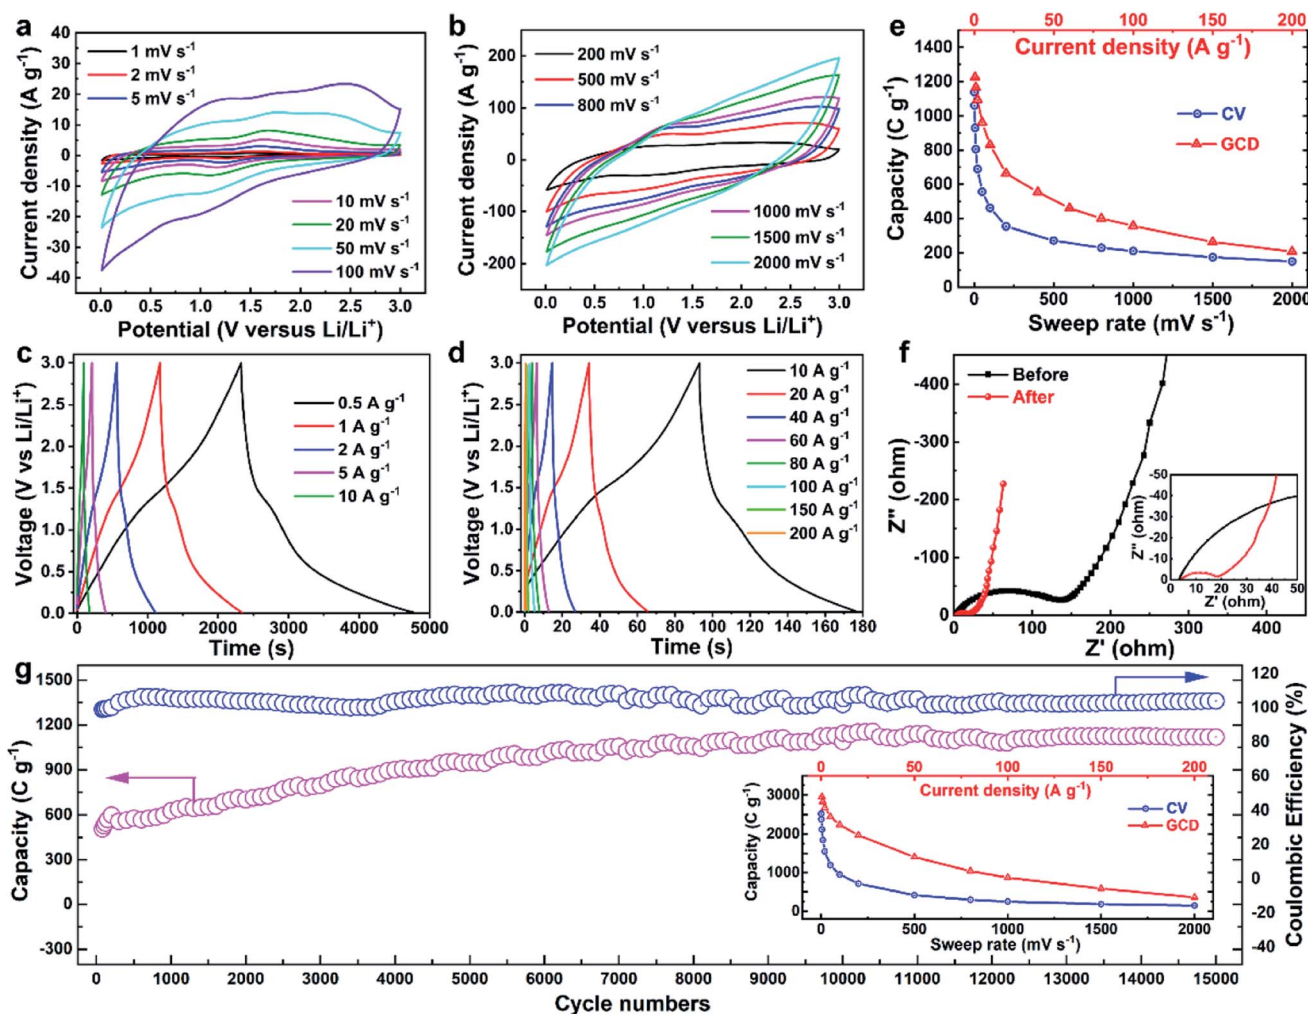 a
40
30
20
10
0
-10
-20
-30
-40
Current density (A g⁻¹)
1 mV s⁻¹
2 mV s⁻¹
5 mV s⁻¹
10 mV s⁻¹
20 mV s⁻¹
50 mV s⁻¹
100 mV s⁻¹
0.0 0.5 1.0 1.5 2.0 2.5 3.0
Potential (V versus Li/Li⁺)
b
200
100
0
-100
-200
Current density (A g⁻¹)
200 mV s⁻¹
500 mV s⁻¹
800 mV s⁻¹
1000 mV s⁻¹
1500 mV s⁻¹
2000 mV s⁻¹
0.0 0.5 1.0 1.5 2.0 2.5 3.0
Potential (V versus Li/Li⁺)
e
0 50 100 150 200
Current density (A g⁻¹)
1400
1200
1000
800
600
400
200
0
Capacity (C g⁻¹)
CV
GCD
0 500 1000 1500 2000
Sweep rate (mV s⁻¹)
c
3.0
2.5
2.0
1.5
1.0
0.5
0.0
Voltage (V vs Li/Li⁺)
0.5 A g⁻¹
1 A g⁻¹
2 A g⁻¹
5 A g⁻¹
10 A g⁻¹
0 1000 2000 3000 4000 5000
Time (s)
d
3.0
2.5
2.0
1.5
1.0
0.5
0.0
Voltage (V vs Li/Li⁺)
10 A g⁻¹
20 A g⁻¹
40 A g⁻¹
60 A g⁻¹
80 A g⁻¹
100 A g⁻¹
150 A g⁻¹
200 A g⁻¹
0 20 40 60 80 100 120 140 160 180
Time (s)
f
-400
-300
-200
-100
0
Z'' (ohm)
Before
After
-50
-40
-30
-20
-10
0
Z'' (ohm)
0 10 20 30 40 50
Z' (ohm)
0 100 200 300 400
Z' (ohm)
g
1500
1200
900
600
300
0
-300
Capacity (C g⁻¹)
120
100
80
60
40
20
0
-20
-40
Coulombic Efficiency (%)
0 50 100 150 200
Current density (A g⁻¹)
3000
2000
1000
0
Capacity (C g⁻¹)
CV
GCD
0 500 1000 1500 2000
Sweep rate (mV s⁻¹)
0 1000 2000 3000 4000 5000 6000 7000 8000 9000 10000 11000 12000 13000 14000 15000
Cycle numbers